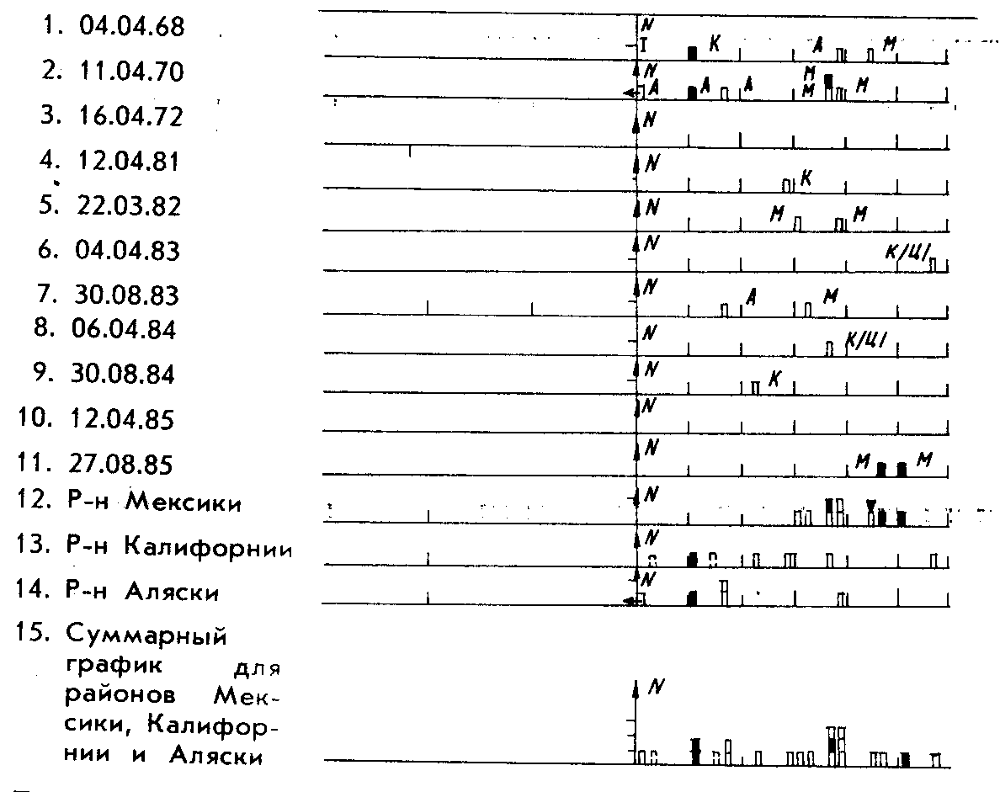 1. 04.04.68
N
I
К
А
М
2. 11.04.70
N
А
А
А
М
М
М
3. 16.04.72
N
4. 12.04.81
N
К
5. 22.03.82
N
М
М
6. 04.04.83
N
К/Ц/
7. 30.08.83
N
А
М
8. 06.04.84
N
К/Ц/
9. 30.08.84
N
К
10. 12.04.85
N
11. 27.08.85
N
М
М
12. Р-н Мексики
N
13. Р-н Калифорнии
N
14. Р-н Аляски
N
15. Суммарный
график для
районов Мек-
сики, Калифор-
нии и Аляски
N